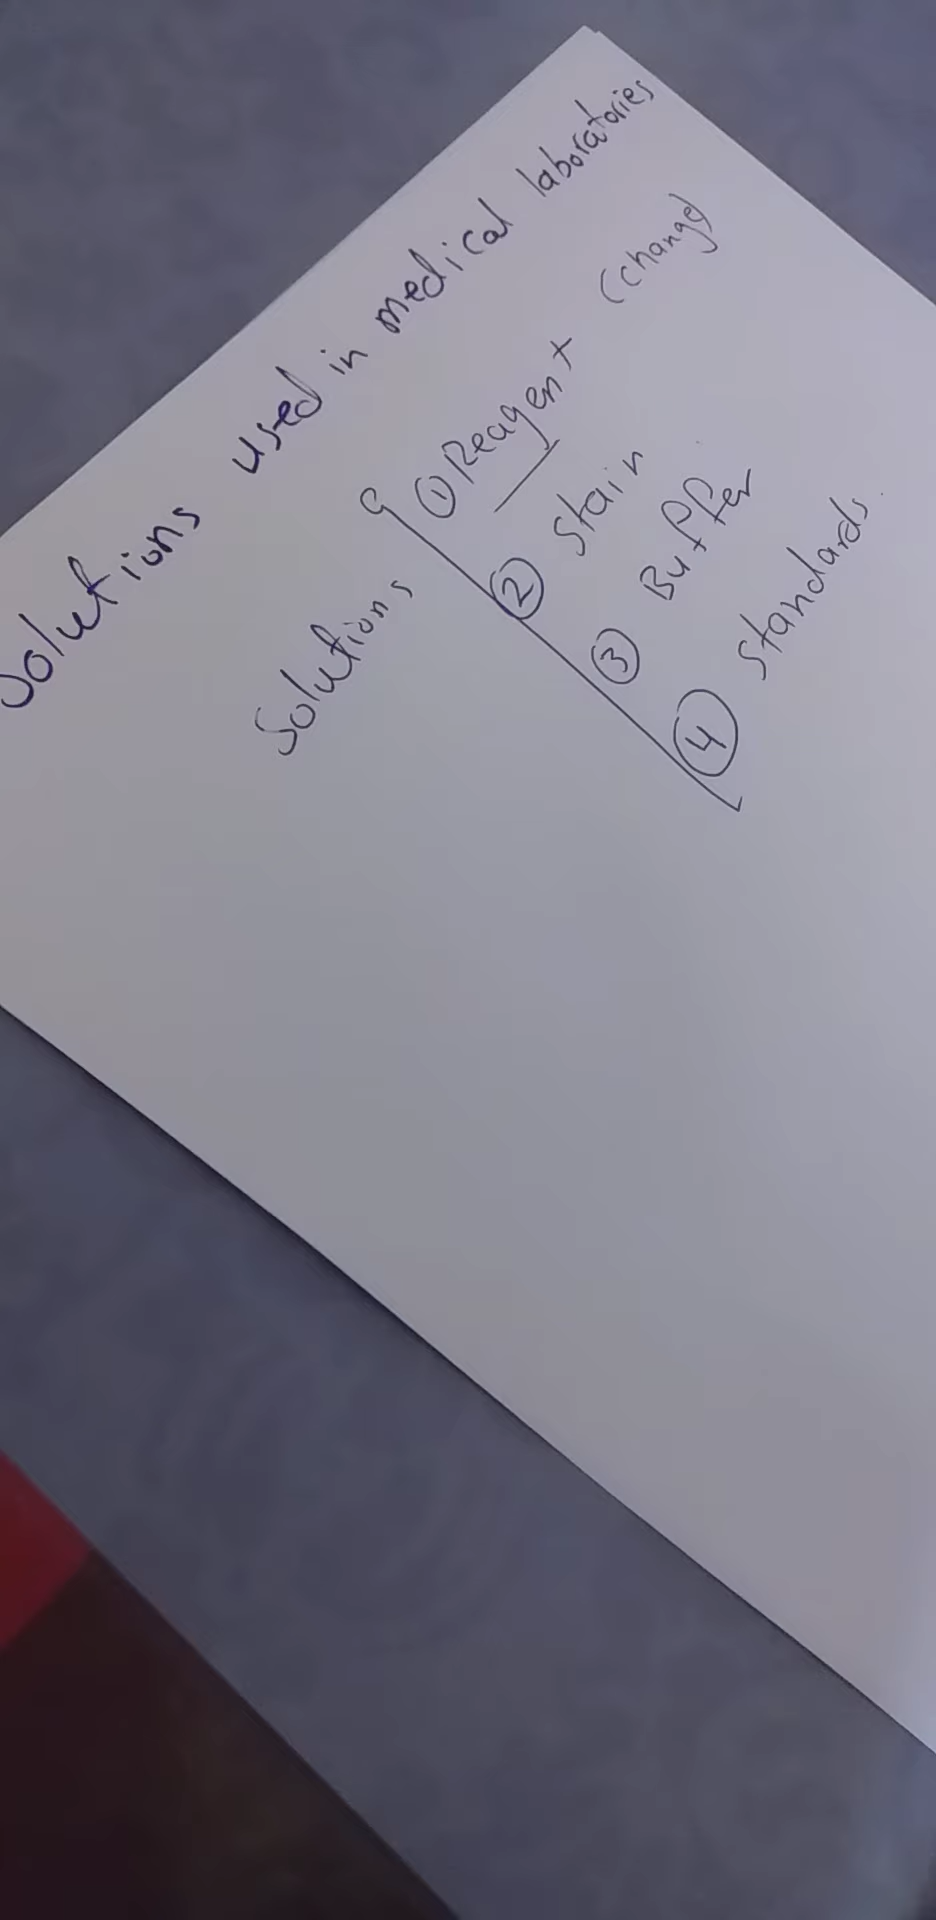 Solutions used in medical laboratories
Solutions
① Reagent (change)
② Stain
③ Buffer
④ Standards.